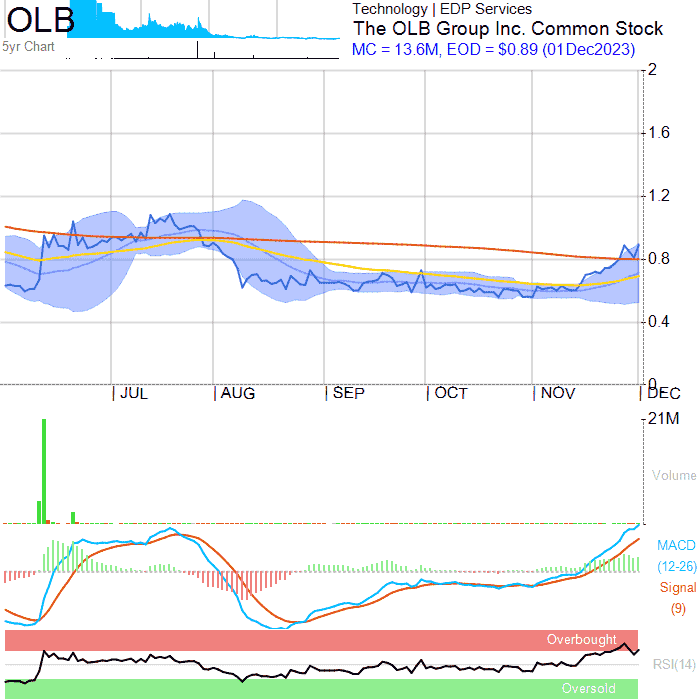 OLB
5yr Chart
Technology | EDP Services
The OLB Group Inc. Common Stock
MC = 13.6M, EOD = $0.89 (01Dec2023)
2
1.6
1.2
0.8
0.4
0
| JUL | AUG | SEP | OCT | NOV | DEC
21M
Volume
MACD
(12-26)
Signal
(9)
Overbought
RSI(14)
Oversold